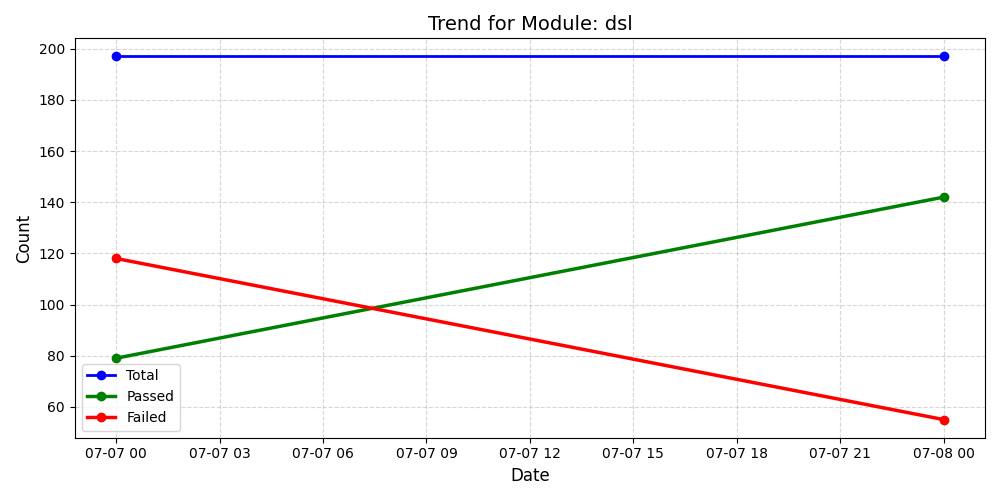 Trend for Module: dsl
200
180
160
140
120
100
80
60
Count
Total
Passed
Failed
07-07 00 07-07 03 07-07 06 07-07 09 07-07 12 07-07 15 07-07 18 07-07 21 07-08 00
Date